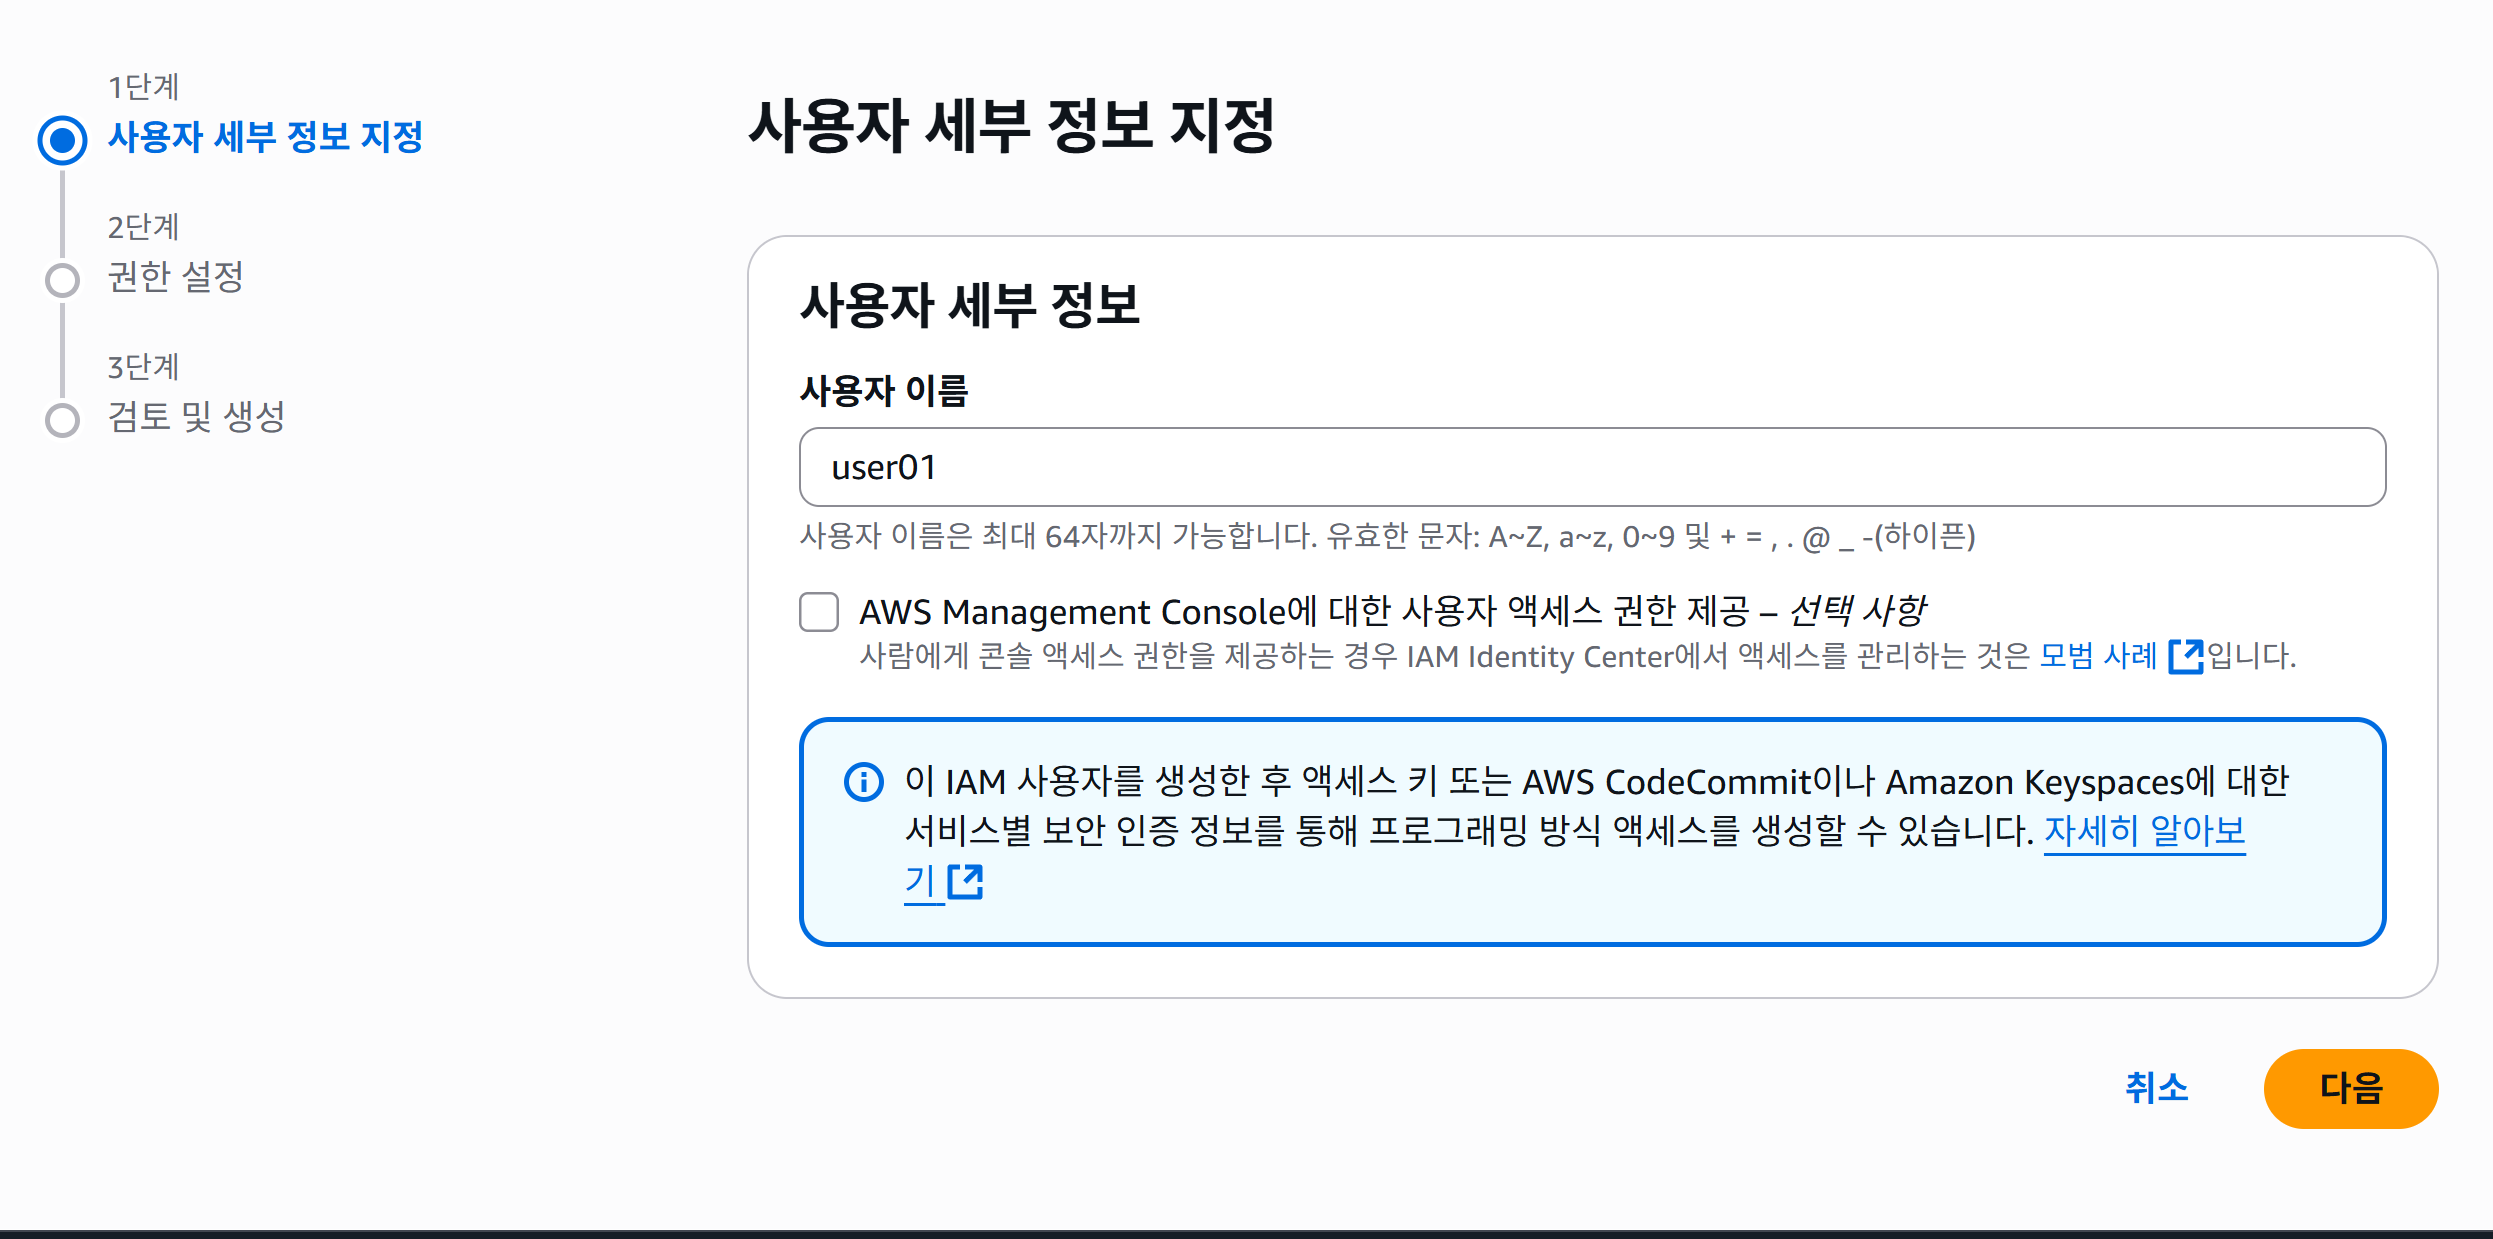 1단계
사용자 세부 정보 지정
2단계
권한 설정
3단계
검토 및 생성
사용자 세부 정보 지정
사용자 세부 정보
사용자 이름
user01
사용자 이름은 최대 64자까지 가능합니다. 유효한 문자: A~Z, a~z, 0~9 및 + = , . @ _ -(하이픈)
AWS Management Console에 대한 사용자 액세스 권한 제공 – 선택 사항
사람에게 콘솔 액세스 권한을 제공하는 경우 IAM Identity Center에서 액세스를 관리하는 것은 모범 사례 입니다.
이 IAM 사용자를 생성한 후 액세스 키 또는 AWS CodeCommit이나 Amazon Keyspaces에 대한
서비스별 보안 인증 정보를 통해 프로그래밍 방식 액세스를 생성할 수 있습니다. 자세히 알아보
기
취소
다음